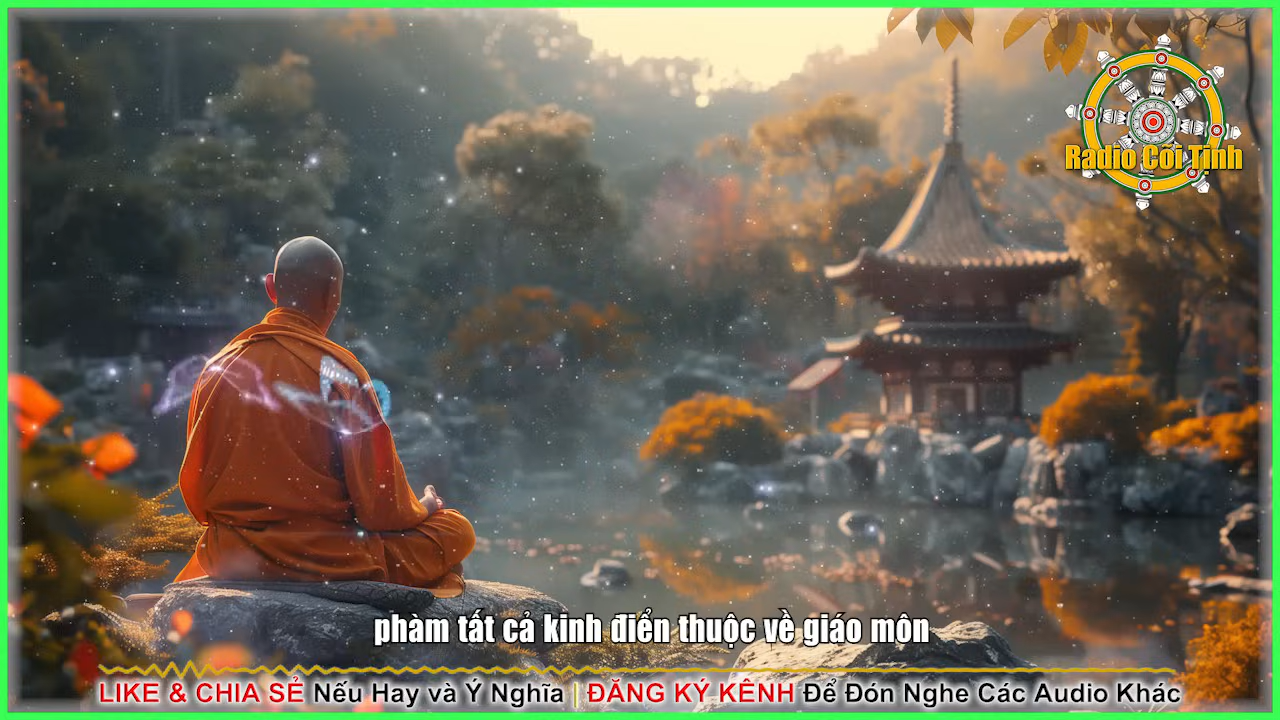 Radio Cõi Tịnh
phàm tất cả kinh điển thuộc về giáo môn
LIKE & CHIA SẺ Nếu Hay và Ý Nghĩa | ĐĂNG KÝ KÊNH Để Đón Nghe Các Audio Khác